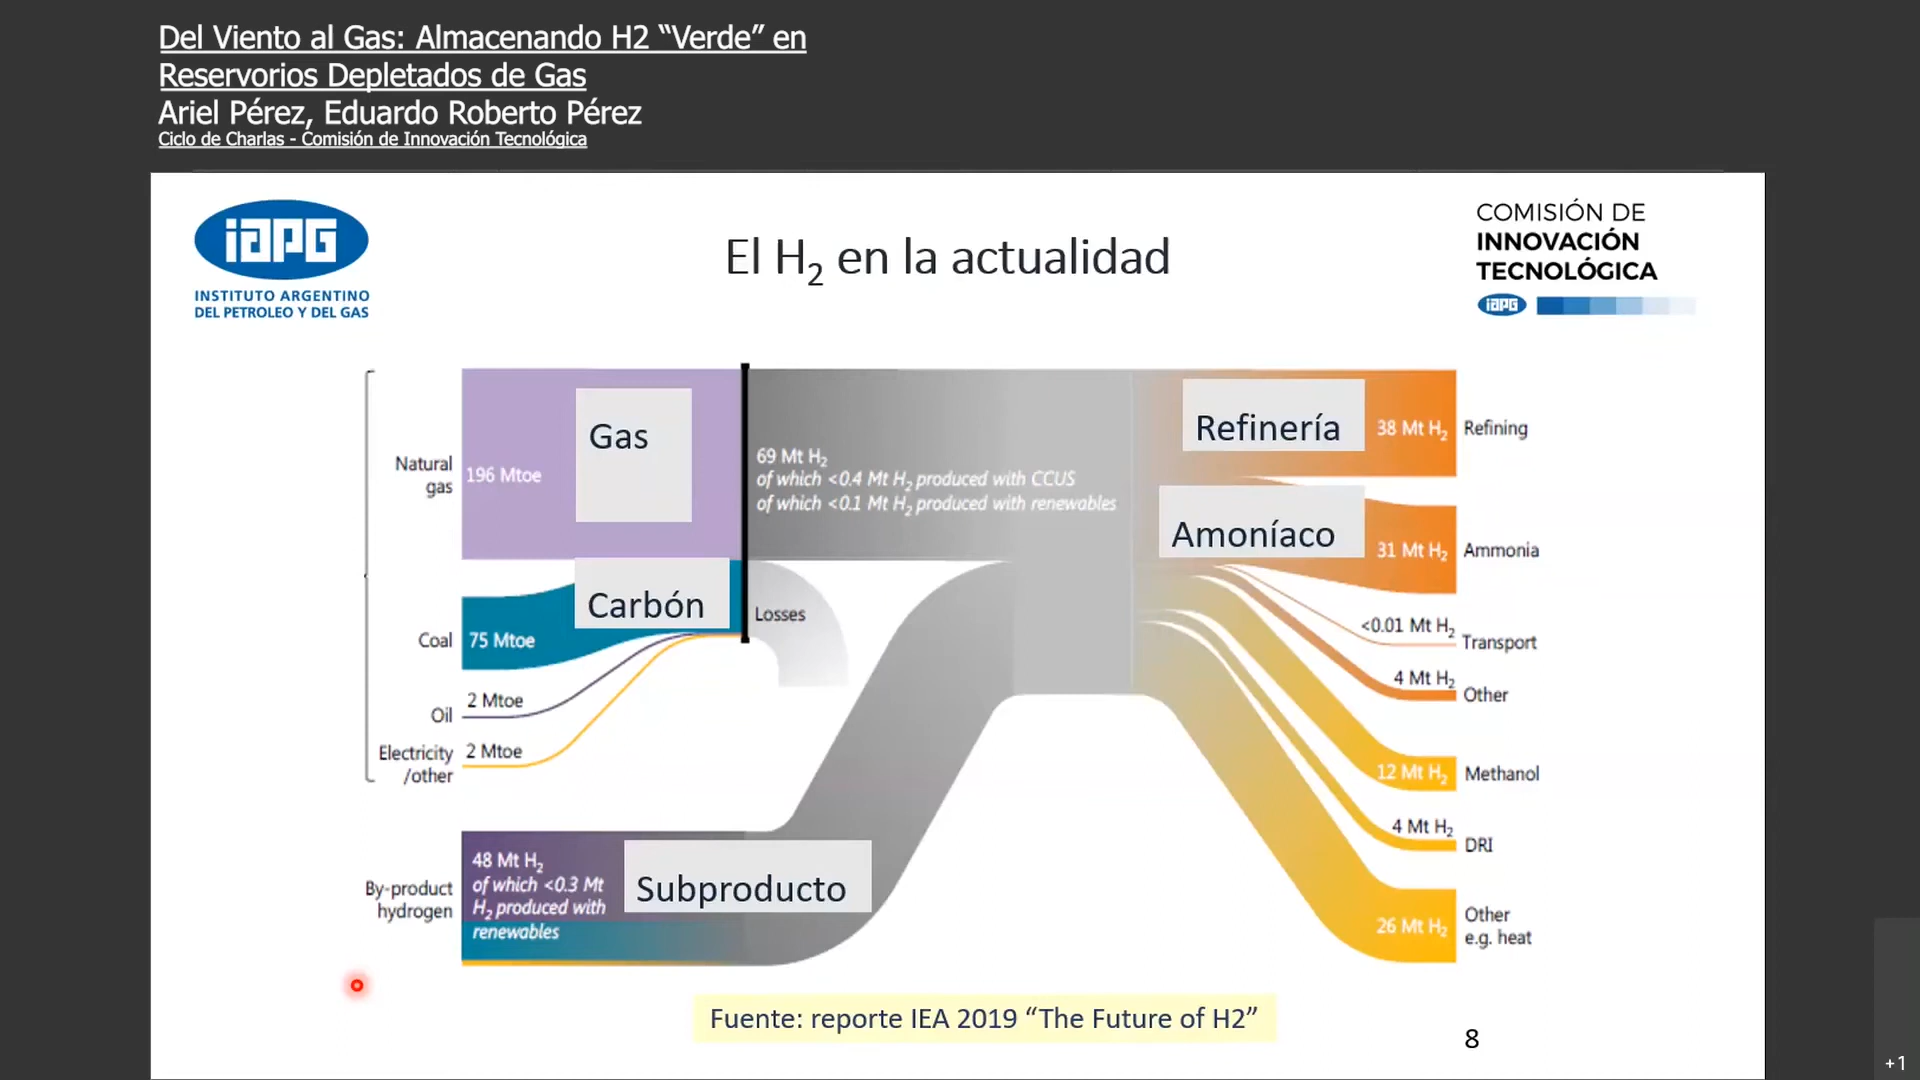 Del Viento al Gas: Almacenando H2 “Verde” en
Reservorios Depletados de Gas
Ariel Pérez, Eduardo Roberto Pérez
Ciclo de Charlas - Comisión de Innovación Tecnológica
iapg
INSTITUTO ARGENTINO
DEL PETROLEO Y DEL GAS
El H2 en la actualidad
COMISIÓN DE
INNOVACIÓN
TECNOLÓGICA
iapg
Natural
gas
196 Mtoe
Gas
Coal
75 Mtoe
Carbón
Oil
2 Mtoe
Electricity
/other
2 Mtoe
69 Mt H2
of which <0.4 Mt H2 produced with CCUS
of which <0.1 Mt H2 produced with renewables
Losses
By-product
hydrogen
48 Mt H2
of which <0.3 Mt
H2 produced with
renewables
Subproducto
Refinería
38 Mt H2
Refining
Amoníaco
31 Mt H2
Ammonia
<0.01 Mt H2
Transport
4 Mt H2
Other
12 Mt H2
Methanol
4 Mt H2
DRI
26 Mt H2
Other
e.g. heat
Fuente: reporte IEA 2019 “The Future of H2”
8
+1